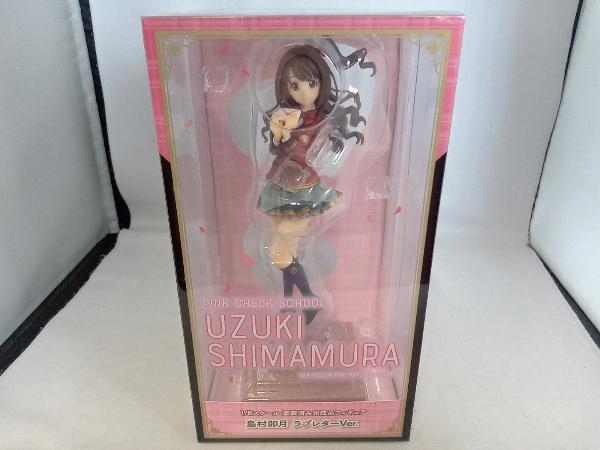 PINK CHECK SCHOOL
UZUKI
SHIMAMURA
1/8スケール 塗装済み完成品フィギュア
島村卯月 ラブレターVer.